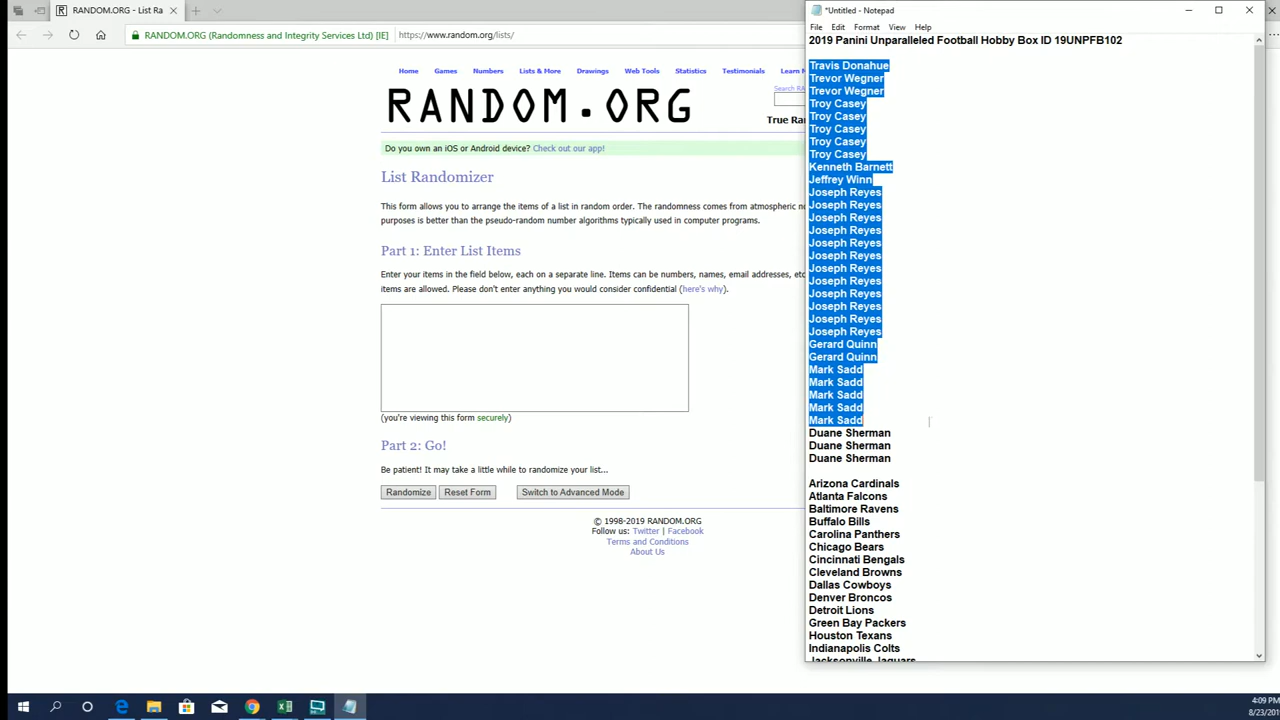 RANDOM.ORG - List Ra
RANDOM.ORG (Randomness and Integrity Services Ltd) [IE]
https://www.random.org/lists/
Home Games Numbers Lists & More Drawings Web Tools Statistics Testimonials Learn
RANDOM.ORG
Search RA
True Ra
Do you own an iOS or Android device? Check out our app!
List Randomizer
This form allows you to arrange the items of a list in random order. The randomness comes from atmospheric
purposes is better than the pseudo-random number algorithms typically used in computer programs.
Part 1: Enter List Items
Enter your items in the field below, each on a separate line. Items can be numbers, names, email addresses, etc
items are allowed. Please don't enter anything you would consider confidential (here's why).
(you're viewing this form securely)
Part 2: Go!
Be patient! It may take a little while to randomize your list...
Randomize Reset Form Switch to Advanced Mode
© 1998-2019 RANDOM.ORG
Follow us: Twitter | Facebook
Terms and Conditions
About Us
*Untitled - Notepad
File Edit Format View Help
2019 Panini Unparalleled Football Hobby Box ID 19UNPFB102
Travis Donahue
Trevor Wegner
Trevor Wegner
Troy Casey
Troy Casey
Troy Casey
Troy Casey
Troy Casey
Kenneth Barnett
Jeffrey Winn
Joseph Reyes
Joseph Reyes
Joseph Reyes
Joseph Reyes
Joseph Reyes
Joseph Reyes
Joseph Reyes
Joseph Reyes
Joseph Reyes
Joseph Reyes
Joseph Reyes
Joseph Reyes
Gerard Quinn
Gerard Quinn
Mark Sadd
Mark Sadd
Mark Sadd
Mark Sadd
Mark Sadd
Duane Sherman
Duane Sherman
Duane Sherman
Arizona Cardinals
Atlanta Falcons
Baltimore Ravens
Buffalo Bills
Carolina Panthers
Chicago Bears
Cincinnati Bengals
Cleveland Browns
Dallas Cowboys
Denver Broncos
Detroit Lions
Green Bay Packers
Houston Texans
Indianapolis Colts
Jacksonville Jaguars
4:09 PM
8/23/201